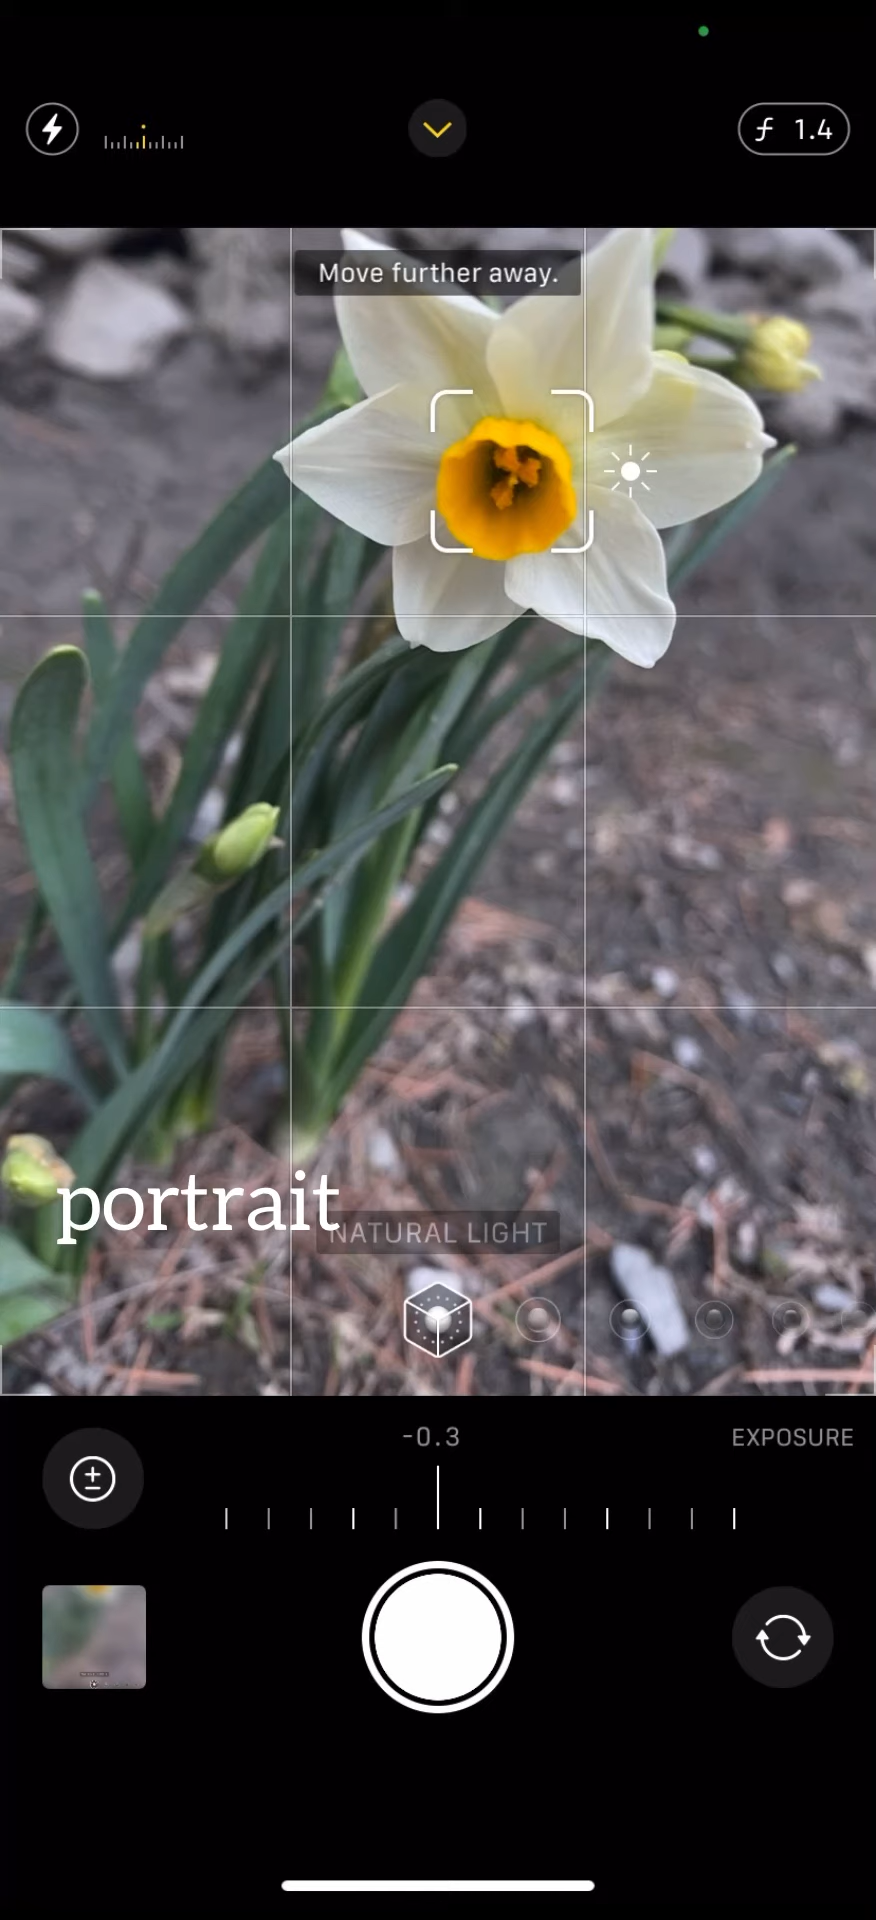 f 1.4
Move further away.
portrait
NATURAL LIGHT
-0.3
EXPOSURE